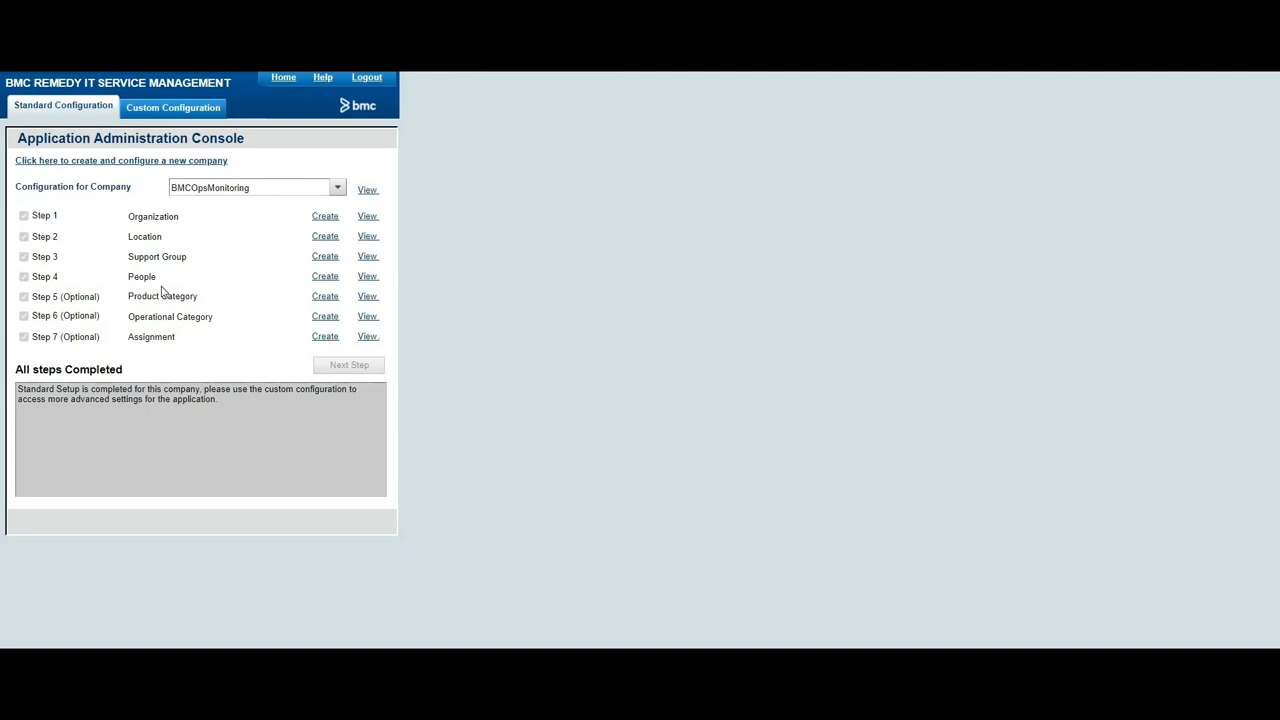 BMC REMEDY IT SERVICE MANAGEMENT
Home Help Logout
Standard Configuration Custom Configuration bmc
Application Administration Console
Click here to create and configure a new company
Configuration for Company BMCOpsMonitoring View
Step 1 Organization Create View
Step 2 Location Create View
Step 3 Support Group Create View
Step 4 People Create View
Step 5 (Optional) Product Category Create View
Step 6 (Optional) Operational Category Create View
Step 7 (Optional) Assignment Create View
All steps Completed Next Step
Standard Setup is completed for this company, please use the custom configuration to
access more advanced settings for the application.